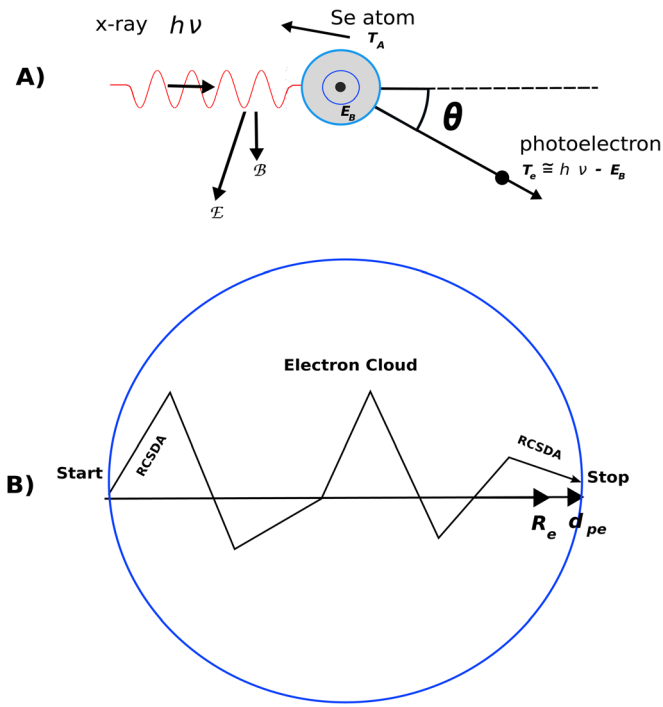 x-ray hν
Se atom
T_A
A)
E_B
θ
photoelectron
T_e ≅ h ν - E_B
ℬ
ℰ
Electron Cloud
RCSDA
RCSDA
Start
Stop
B)
R_e d_pe